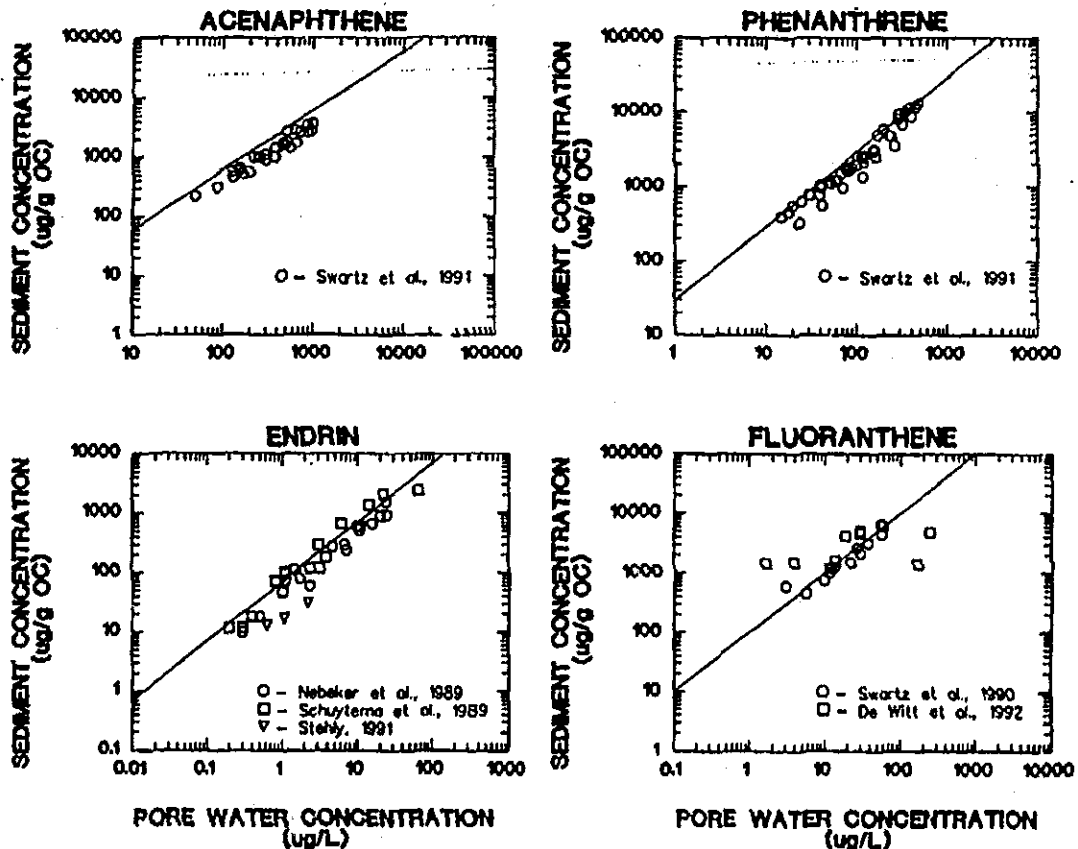 ACENAPHTHENE
SEDIMENT CONCENTRATION
(ug/g OC)
100000
10000
1000
100
10
1
10
100
1000
10000
100000
O - Swartz et al., 1991
PHENANTHRENE
SEDIMENT CONCENTRATION
(ug/g OC)
100000
10000
1000
100
10
1
10
100
1000
10000
O - Swartz et al., 1991
ENDRIN
SEDIMENT CONCENTRATION
(ug/g OC)
10000
1000
100
10
1
0.1
0.01
0.1
1
10
100
1000
O - Nebeker et al., 1989
□ - Schuytema et al., 1989
▽ - Stehly, 1991
PORE WATER CONCENTRATION
(ug/L)
FLUORANTHENE
SEDIMENT CONCENTRATION
(ug/g OC)
100000
10000
1000
100
10
1
0.1
1
10
100
1000
10000
O - Swartz et al., 1990
□ - De Witt et al., 1992
PORE WATER CONCENTRATION
(ug/L)